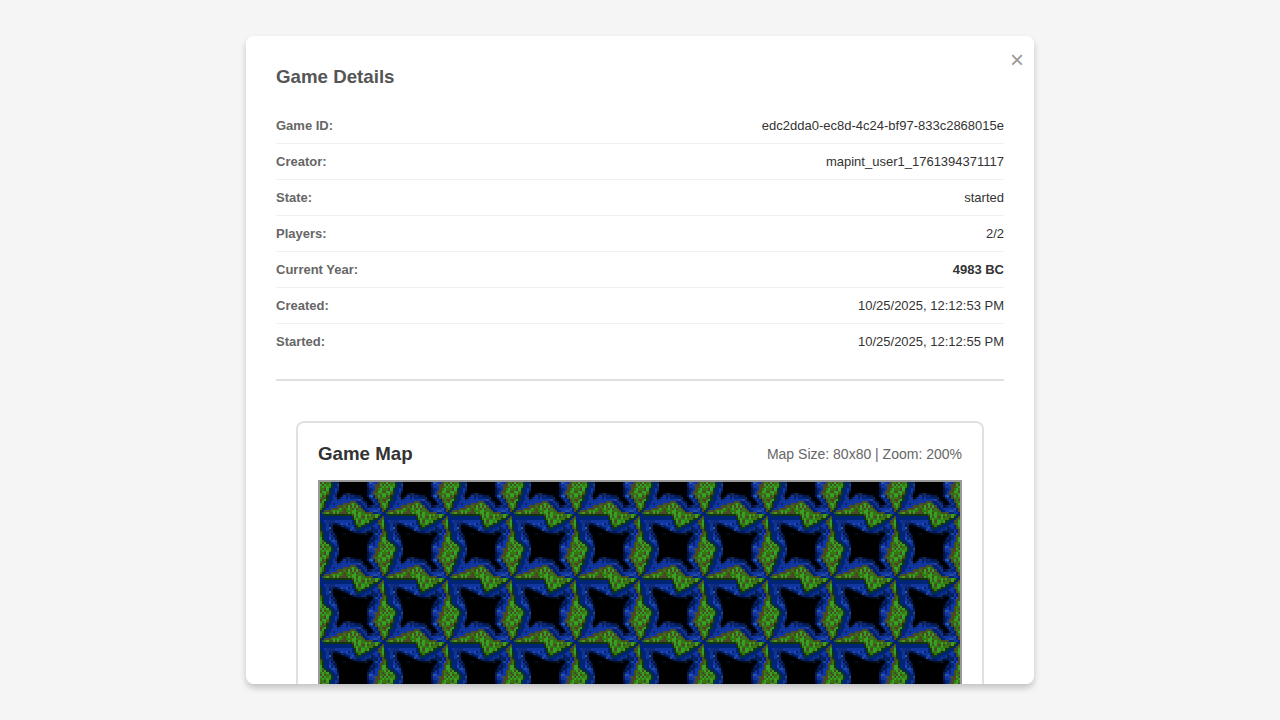 ×
Game Details
Game ID: edc2dda0-ec8d-4c24-bf97-833c2868015e
Creator: mapint_user1_1761394371117
State: started
Players: 2/2
Current Year: 4983 BC
Created: 10/25/2025, 12:12:53 PM
Started: 10/25/2025, 12:12:55 PM
Game Map Map Size: 80x80 | Zoom: 200%